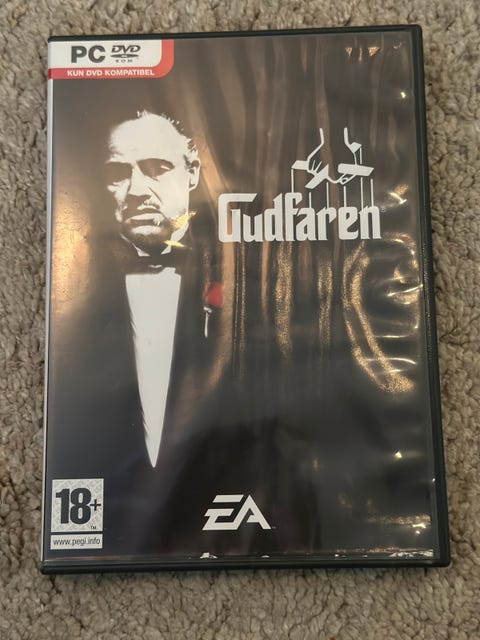 PC DVD
ROM
KUN DVD KOMPATIBEL
Gudfaren
18+
www.pegi.info
EA